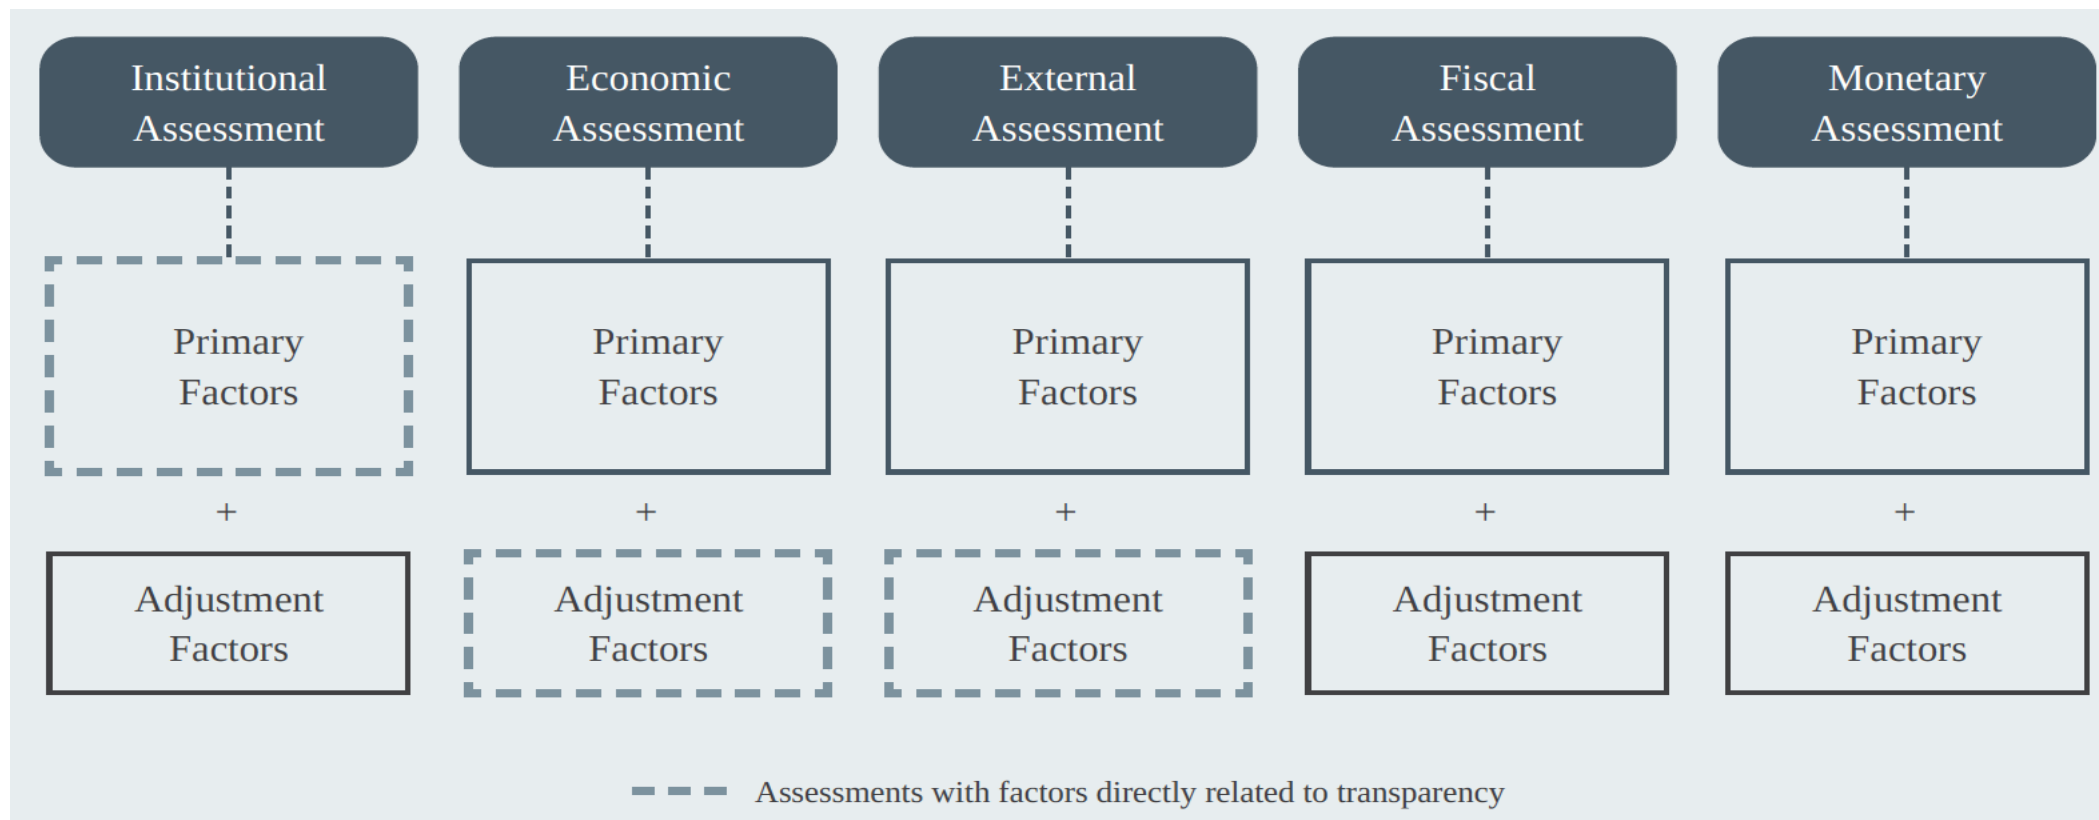 Institutional
Assessment
Economic
Assessment
External
Assessment
Fiscal
Assessment
Monetary
Assessment
Primary
Factors
Primary
Factors
Primary
Factors
Primary
Factors
Primary
Factors
+
+
+
+
+
Adjustment
Factors
Adjustment
Factors
Adjustment
Factors
Adjustment
Factors
Adjustment
Factors
Assessments with factors directly related to transparency